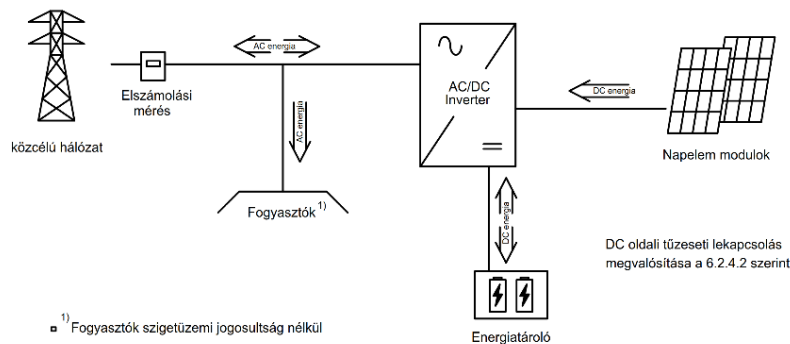 AC energia
AC/DC
Inverter
DC energia
Elszámolási
mérés
AC energia
közcélú hálózat
Napelem modulok
Fogyasztók 1)
DC energia
DC oldali tűzeseti lekapcsolás
megvalósítása a 6.2.4.2 szerint
1) Fogyasztók szigetüzemi jogosultság nélkül
Energiatároló